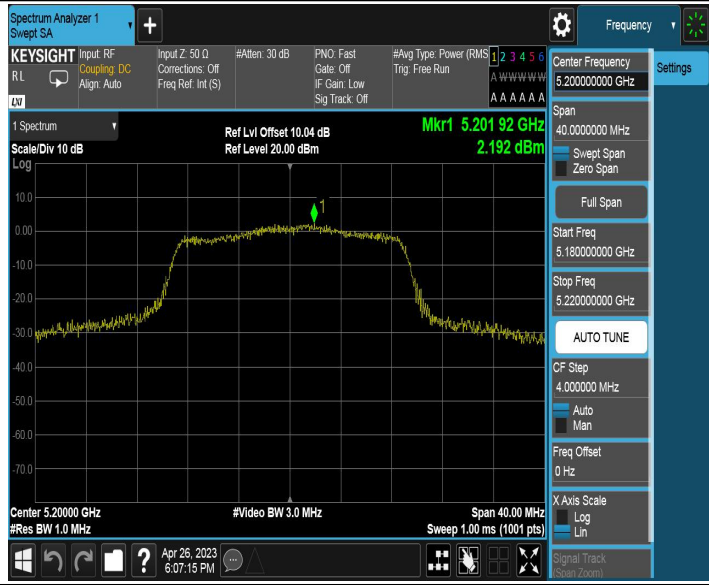 Spectrum Analyzer 1
Swept SA
+
Frequency
KEYSIGHT
RL
LXI
Input: RF
Coupling: DC
Align: Auto
Input Z: 50 Ω
Corrections: Off
Freq Ref: Int (S)
#Atten: 30 dB
PNO: Fast
Gate: Off
IF Gain: Low
Sig Track: Off
#Avg Type: Power (RMS
Trig: Free Run
1 2 3 4 5 6
A W W W W W
A A A A A A
1 Spectrum
Scale/Div 10 dB
Log
Ref Lvl Offset 10.04 dB
Ref Level 20.00 dBm
Mkr1 5.201 92 GHz
2.192 dBm
1
10.0
0.00
-10.0
-20.0
-30.0
-40.0
-50.0
-60.0
-70.0
Center 5.20000 GHz
#Res BW 1.0 MHz
#Video BW 3.0 MHz
Span 40.00 MHz
Sweep 1.00 ms (1001 pts)
Center Frequency
5.200000000 GHz
Settings
Span
40.0000000 MHz
Swept Span
Zero Span
Full Span
Start Freq
5.180000000 GHz
Stop Freq
5.220000000 GHz
AUTO TUNE
CF Step
4.000000 MHz
Auto
Man
Freq Offset
0 Hz
X Axis Scale
Log
Lin
Signal Track
(Span Zoom)
?
Apr 26, 2023
6:07:15 PM